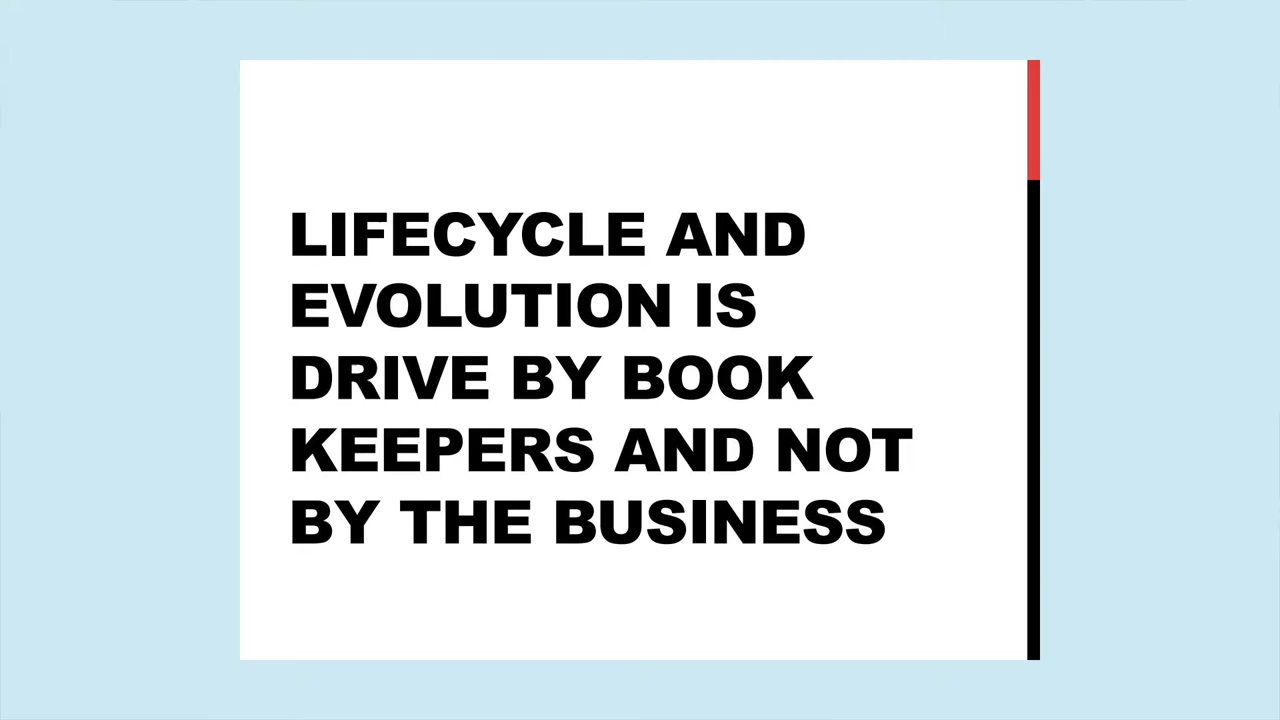 LIFECYCLE AND
EVOLUTION IS
DRIVE BY BOOK
KEEPERS AND NOT
BY THE BUSINESS